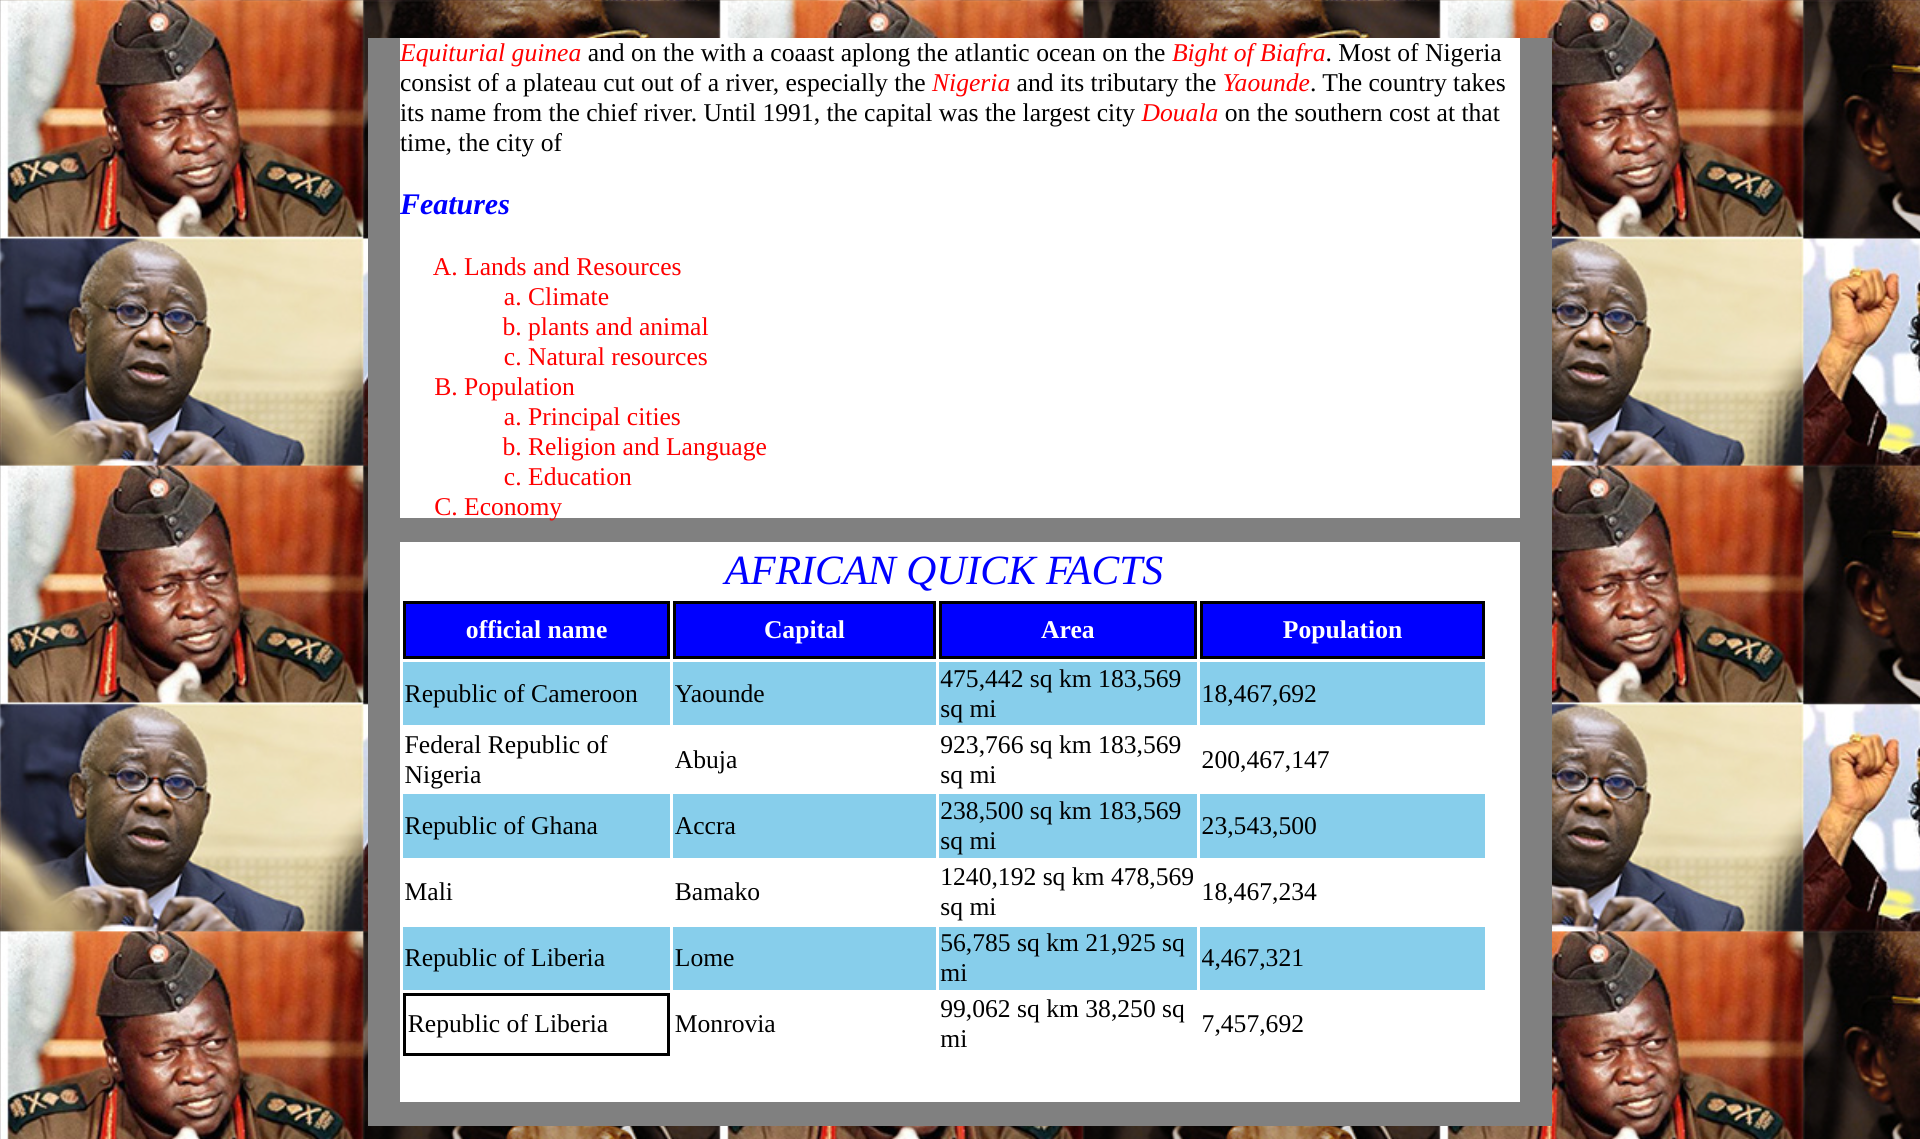 Equiturial guinea and on the with a coaast aplong the atlantic ocean on the Bight of Biafra. Most of Nigeria
consist of a plateau cut out of a river, especially the Nigeria and its tributary the Yaounde. The country takes
its name from the chief river. Until 1991, the capital was the largest city Douala on the southern cost at that
time, the city of
Features
A. Lands and Resources
a. Climate
b. plants and animal
c. Natural resources
B. Population
a. Principal cities
b. Religion and Language
c. Education
C. Economy
AFRICAN QUICK FACTS
official name Capital Area Population
Republic of Cameroon Yaounde 475,442 sq km 183,569 sq mi 18,467,692
Federal Republic of Nigeria Abuja 923,766 sq km 183,569 sq mi 200,467,147
Republic of Ghana Accra 238,500 sq km 183,569 sq mi 23,543,500
Mali Bamako 1240,192 sq km 478,569 sq mi 18,467,234
Republic of Liberia Lome 56,785 sq km 21,925 sq mi 4,467,321
Republic of Liberia Monrovia 99,062 sq km 38,250 sq mi 7,457,692